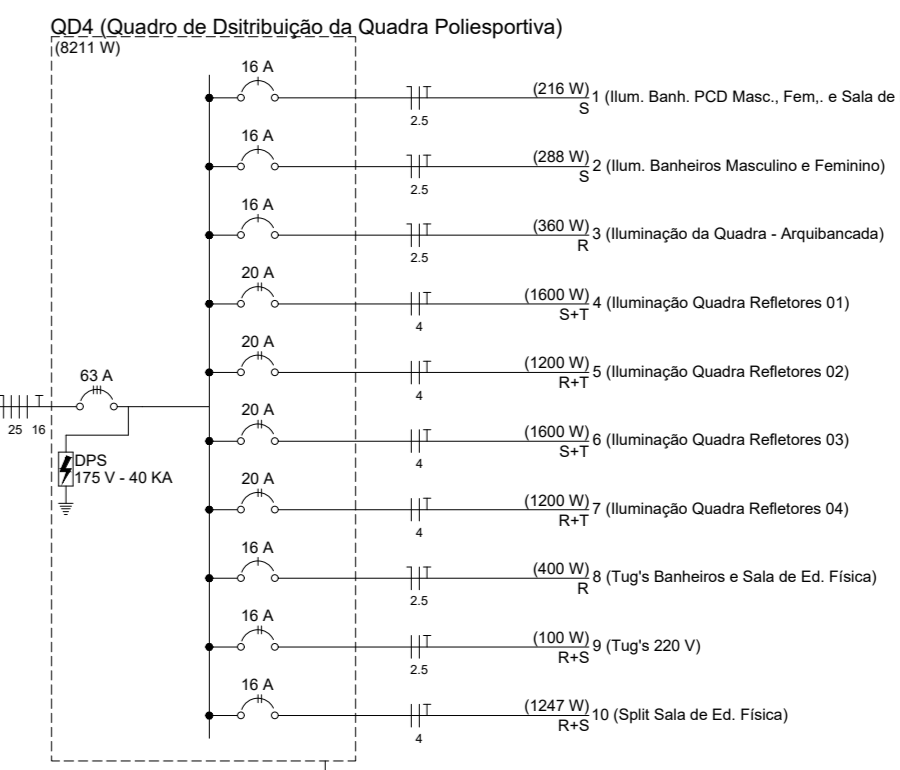 QD4 (Quadro de Dsitribuição da Quadra Poliesportiva)
(8211 W)
16 A
2.5
T
(216 W)
S
1 (Ilum. Banh. PCD Masc., Fem,. e Sala de
16 A
2.5
T
(288 W)
S
2 (Ilum. Banheiros Masculino e Feminino)
16 A
2.5
T
(360 W)
R
3 (Iluminação da Quadra - Arquibancada)
20 A
4
T
(1600 W)
S+T
4 (Iluminação Quadra Refletores 01)
20 A
4
T
(1200 W)
R+T
5 (Iluminação Quadra Refletores 02)
63 A
T
25 16
20 A
4
T
(1600 W)
S+T
6 (Iluminação Quadra Refletores 03)
DPS
175 V - 40 KA
20 A
4
T
(1200 W)
R+T
7 (Iluminação Quadra Refletores 04)
16 A
2.5
T
(400 W)
R
8 (Tug's Banheiros e Sala de Ed. Física)
16 A
2.5
T
(100 W)
R+S
9 (Tug's 220 V)
16 A
4
T
(1247 W)
R+S
10 (Split Sala de Ed. Física)